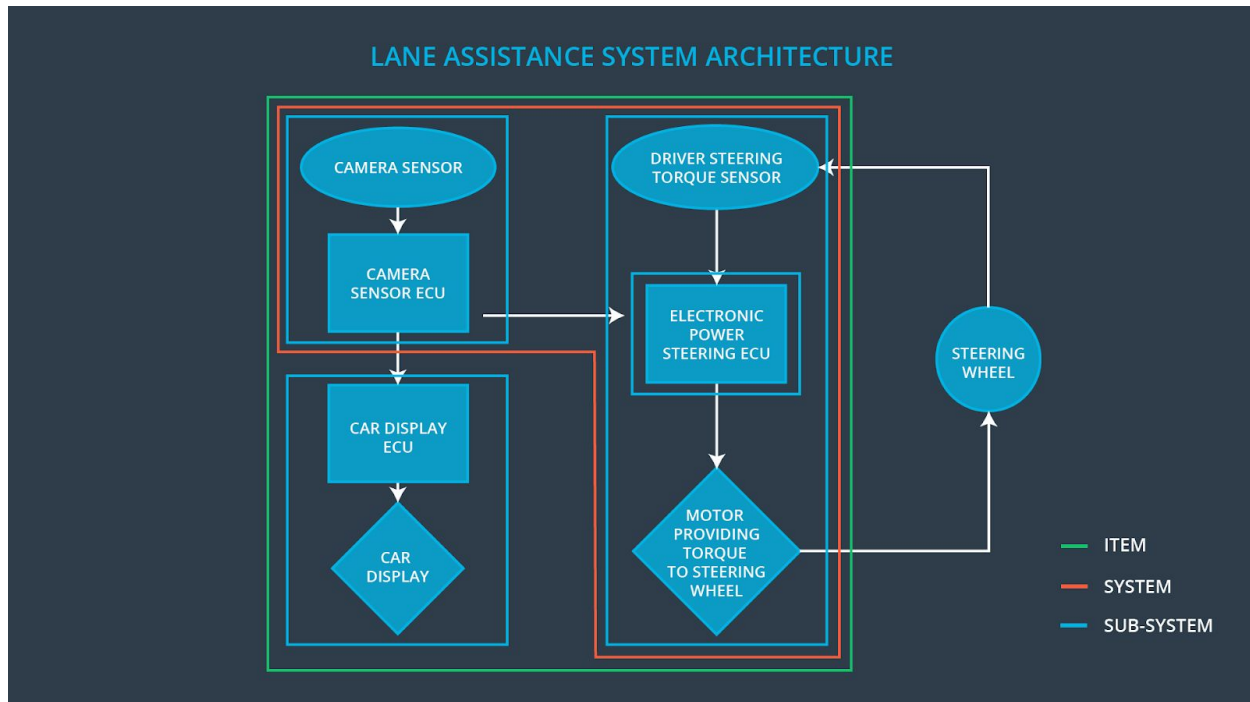 LANE ASSISTANCE SYSTEM ARCHITECTURE
CAMERA SENSOR
CAMERA
SENSOR ECU
CAR DISPLAY
ECU
CAR
DISPLAY
DRIVER STEERING
TORQUE SENSOR
ELECTRONIC
POWER
STEERING ECU
MOTOR
PROVIDING
TORQUE
TO STEERING
WHEEL
STEERING
WHEEL
ITEM
SYSTEM
SUB-SYSTEM